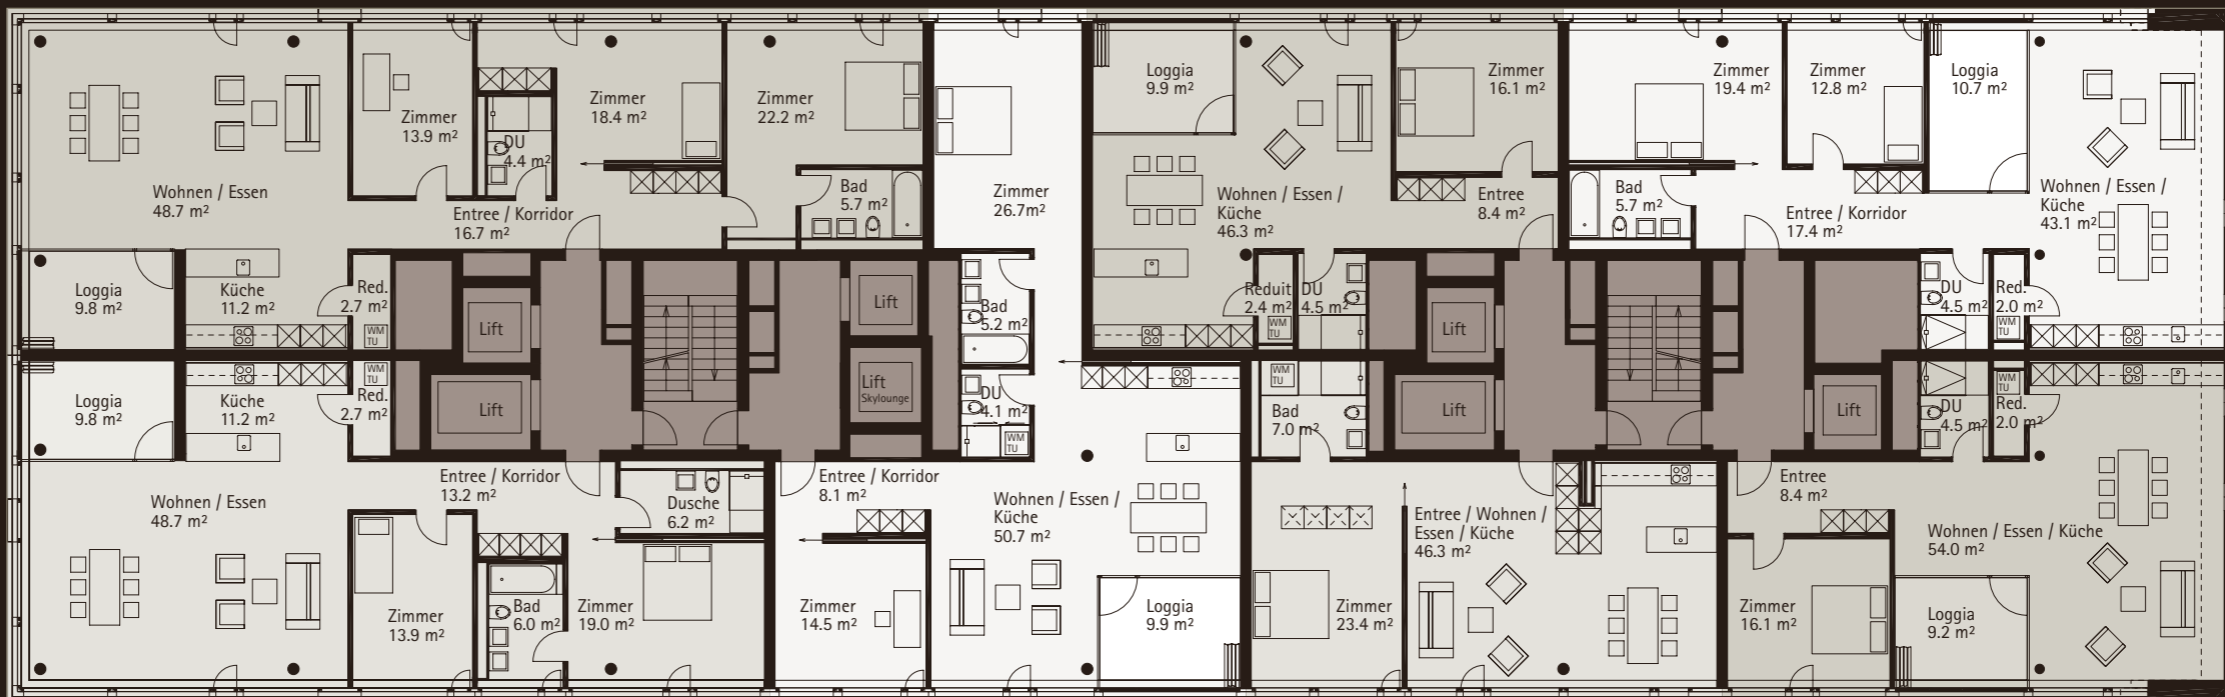 Wohnen / Essen
48.7 m²
Zimmer
13.9 m²
DU
4.4 m²
Zimmer
18.4 m²
Zimmer
22.2 m²
Bad
5.7 m²
Entree / Korridor
16.7 m²
Loggia
9.8 m²
Küche
11.2 m²
Red.
2.7 m²
WM
TU
Zimmer
26.7m²
Bad
5.2 m²
Loggia
9.9 m²
Wohnen / Essen /
Küche
46.3 m²
Zimmer
16.1 m²
Entree
8.4 m²
Reduit
2.4 m²
WM
TU
DU
4.5 m²
Zimmer
19.4 m²
Zimmer
12.8 m²
Loggia
10.7 m²
Bad
5.7 m²
Entree / Korridor
17.4 m²
Wohnen / Essen /
Küche
43.1 m²
DU
4.5 m²
Red.
2.0 m²
WM
TU
Lift
Lift
Lift
Lift
Skylounge
Lift
Lift
Lift
Loggia
9.8 m²
Küche
11.2 m²
WM
TU
Red.
2.7 m²
Wohnen / Essen
48.7 m²
Entree / Korridor
13.2 m²
Dusche
6.2 m²
Zimmer
13.9 m²
Bad
6.0 m²
Zimmer
19.0 m²
DU
4.1 m²
WM
TU
Entree / Korridor
8.1 m²
Wohnen / Essen /
Küche
50.7 m²
Zimmer
14.5 m²
Loggia
9.9 m²
WM
TU
Bad
7.0 m²
Entree / Wohnen /
Essen / Küche
46.3 m²
Zimmer
23.4 m²
WM
TU
DU
4.5 m²
Red.
2.0 m²
Entree
8.4 m²
Wohnen / Essen / Küche
54.0 m²
Zimmer
16.1 m²
Loggia
9.2 m²